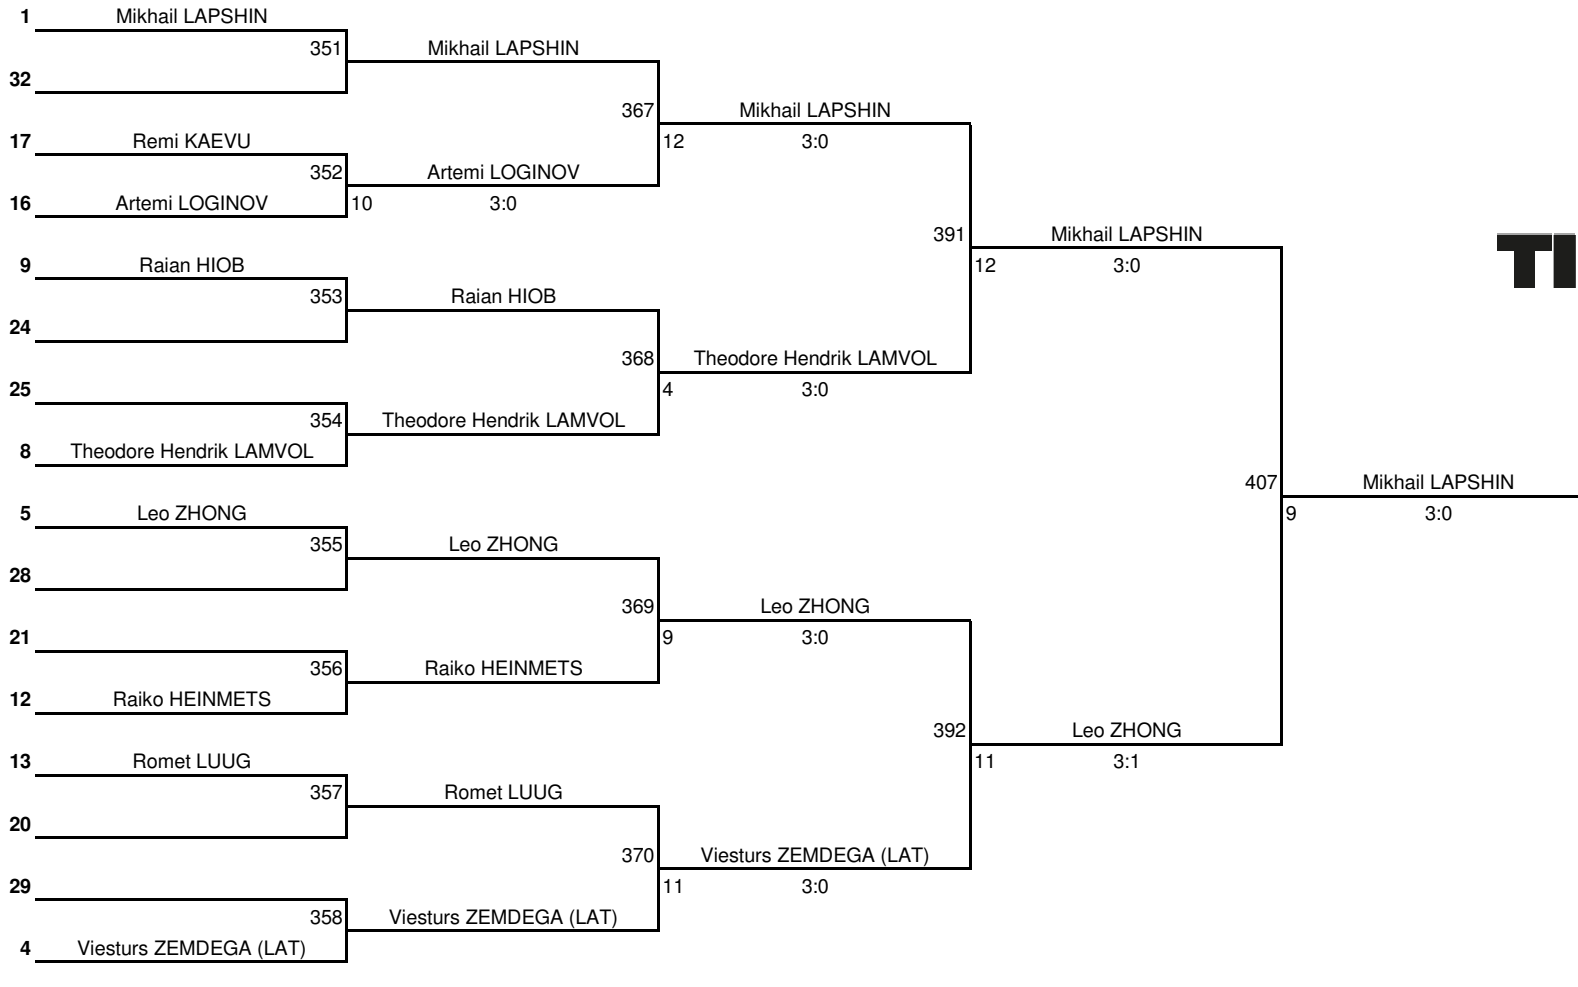 1 Mikhail LAPSHIN
351 Mikhail LAPSHIN
32
367 Mikhail LAPSHIN
17 Remi KAEVU 12 3:0
352 Artemi LOGINOV
16 Artemi LOGINOV 10 3:0
391 Mikhail LAPSHIN
9 Raian HIOB 12 3:0
TI
353 Raian HIOB
24
368 Theodore Hendrik LAMVOL
25 4 3:0
354 Theodore Hendrik LAMVOL
8 Theodore Hendrik LAMVOL
407 Mikhail LAPSHIN
5 Leo ZHONG 9 3:0
355 Leo ZHONG
28
369 Leo ZHONG
21 9 3:0
356 Raiko HEINMETS
12 Raiko HEINMETS
392 Leo ZHONG
13 Romet LUUG 11 3:1
357 Romet LUUG
20
370 Viesturs ZEMDEGA (LAT)
29 11 3:0
358 Viesturs ZEMDEGA (LAT)
4 Viesturs ZEMDEGA (LAT)